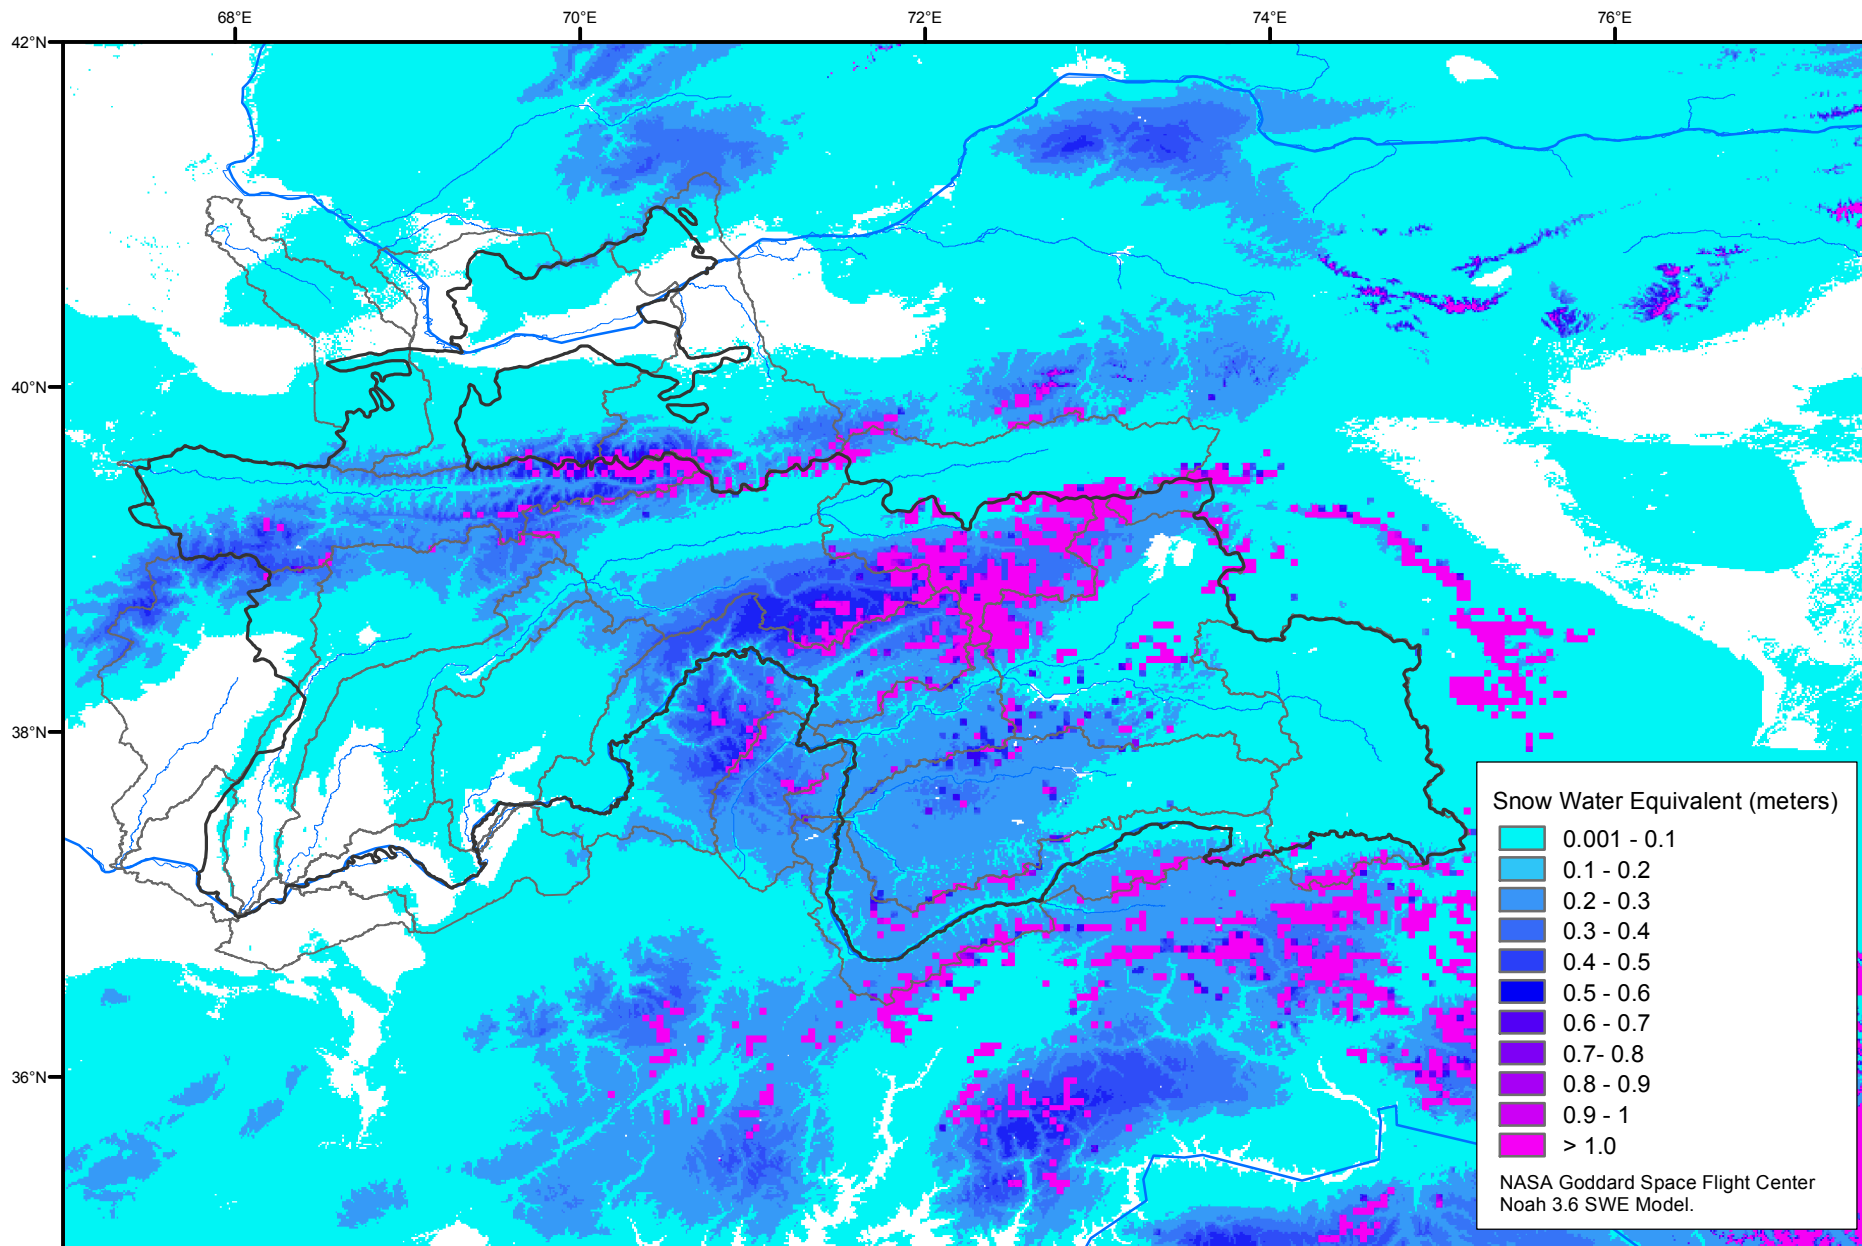 68°E 70°E 72°E 74°E 76°E
42°N
40°N
38°N
36°N
Snow Water Equivalent (meters)
0.001 - 0.1
0.1 - 0.2
0.2 - 0.3
0.3 - 0.4
0.4 - 0.5
0.5 - 0.6
0.6 - 0.7
0.7- 0.8
0.8 - 0.9
0.9 - 1
> 1.0
NASA Goddard Space Flight Center
Noah 3.6 SWE Model.